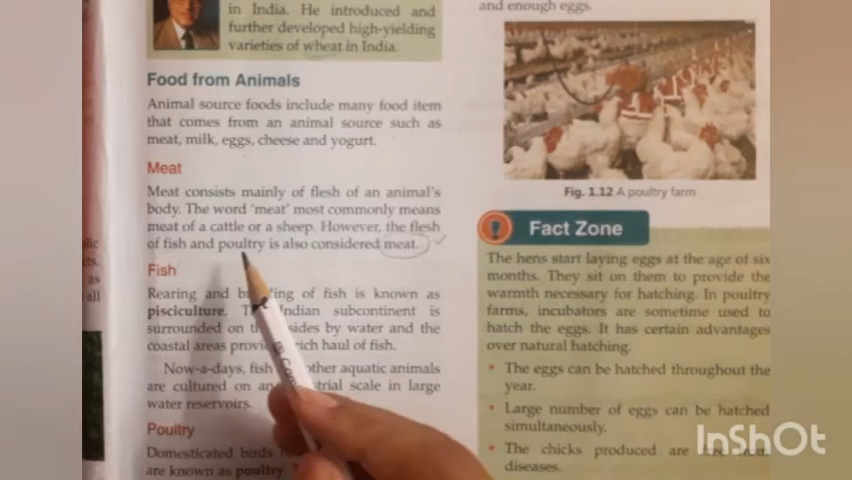 in India. He introduced and
further developed high-yielding
varieties of wheat in India.
Food from Animals
Animal source foods include many food item
that comes from an animal source such as
meat, milk, eggs, cheese and yogurt.
Meat
Meat consists mainly of flesh of an animal's
body. The word 'meat' most commonly means
meat of a cattle or a sheep. However, the flesh
of fish and poultry is also considered meat.
Fish
Rearing and of fish is known as
pisciculture. Indian subcontinent is
surrounded on sides by water and the
coastal areas rich haul of fish.
Now-a-days, fish other aquatic animals
are cultured on an scale in large
water reservoirs.
Poultry
Domesticated birds
are known as poultry.
and enough eggs.
Fig. 1.12 A poultry farm
Fact Zone
The hens start laying eggs at the age of six
months. They sit on them to provide the
warmth necessary for hatching. In poultry
farms, incubators are sometime used to
hatch the eggs. It has certain advantages
over natural hatching.
• The eggs can be hatched throughout the
year.
• Large number of eggs can be hatched
simultaneously.
• The chicks produced are
diseases.
as
all
InShOt